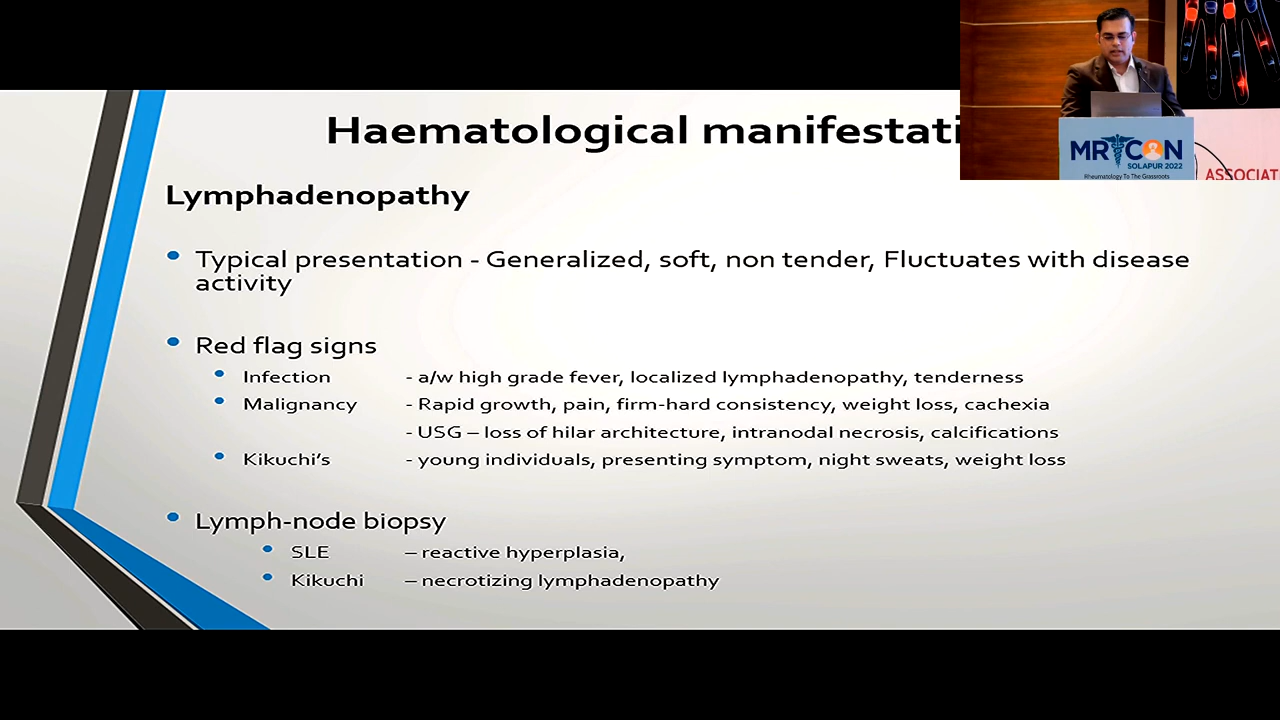 Haematological manifestati
Lymphadenopathy
• Typical presentation - Generalized, soft, non tender, Fluctuates with disease
activity
• Red flag signs
• Infection - a/w high grade fever, localized lymphadenopathy, tenderness
• Malignancy - Rapid growth, pain, firm-hard consistency, weight loss, cachexia
- USG – loss of hilar architecture, intranodal necrosis, calcifications
• Kikuchi's - young individuals, presenting symptom, night sweats, weight loss
• Lymph-node biopsy
• SLE – reactive hyperplasia,
• Kikuchi – necrotizing lymphadenopathy
MRCON
SOLAPUR 2022
Rheumatology To The Grassroots
ASSOCIAT